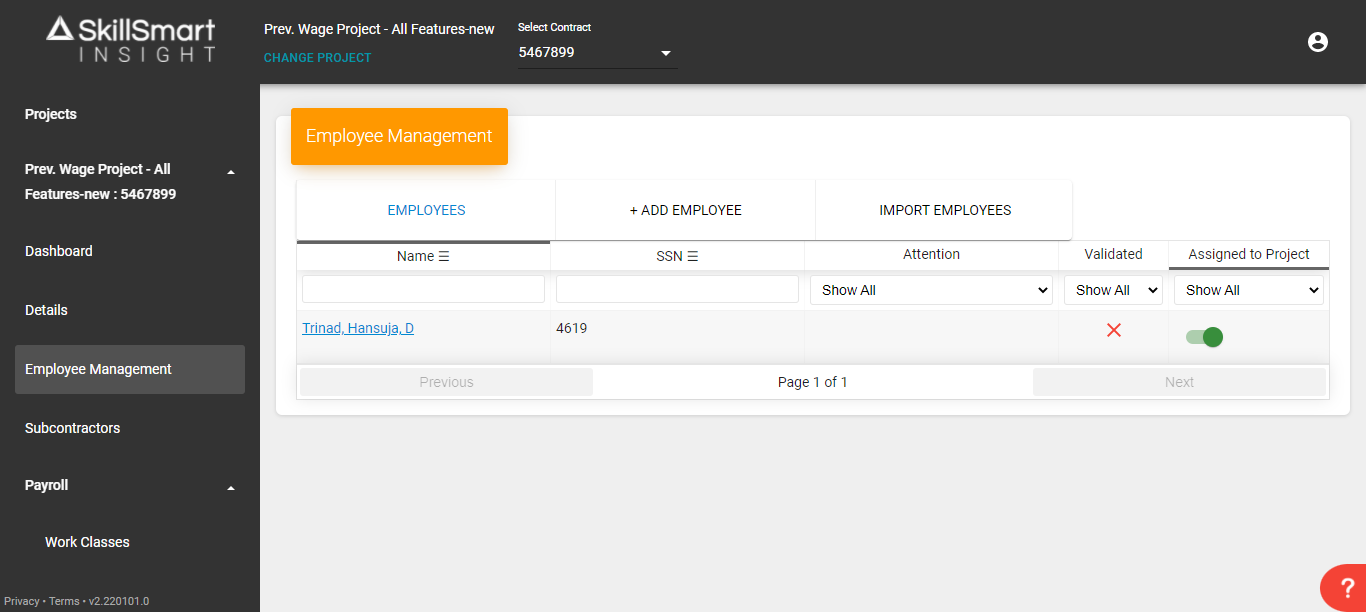 SkillSmart
INSIGHT
Prev. Wage Project - All Features-new
CHANGE PROJECT
Select Contract
5467899
Projects
Prev. Wage Project - All
Features-new : 5467899
Dashboard
Details
Employee Management
Subcontractors
Payroll
Work Classes
Privacy • Terms • v2.220101.0
Employee Management
EMPLOYEES
+ ADD EMPLOYEE
IMPORT EMPLOYEES
Name ☰ SSN ☰ Attention Validated Assigned to Project
Show All Show All Show All
Trinad, Hansuja, D 4619
Previous Page 1 of 1 Next
?